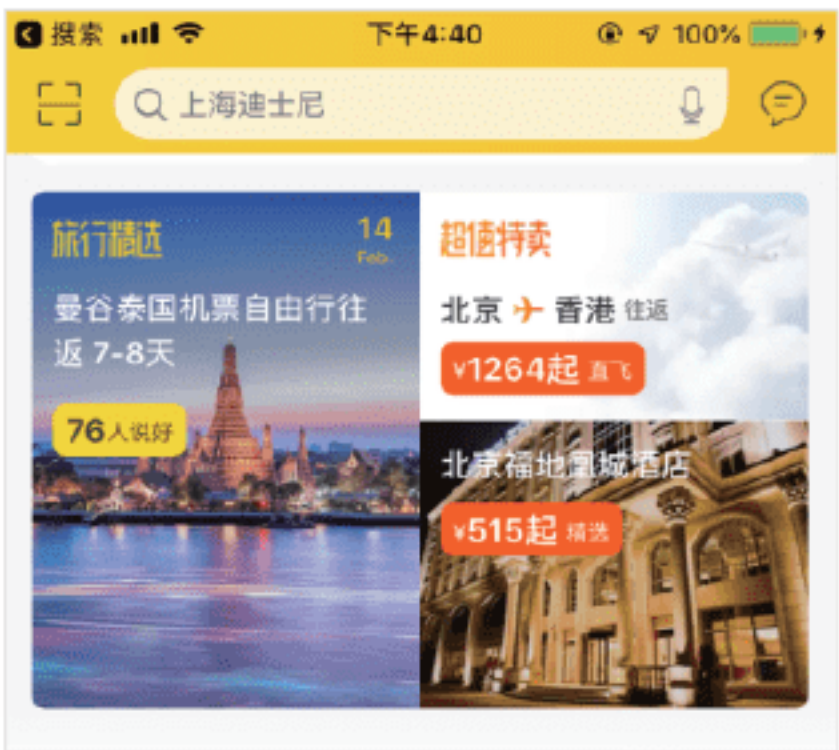 搜索
下午4:40
100%
上海迪士尼
旅行精选
14
Feb.
曼谷泰国机票自由行往
返 7-8天
76人说好
超值特卖
北京 香港 往返
¥1264起 直飞
北京福地凰城酒店
¥515起 精选